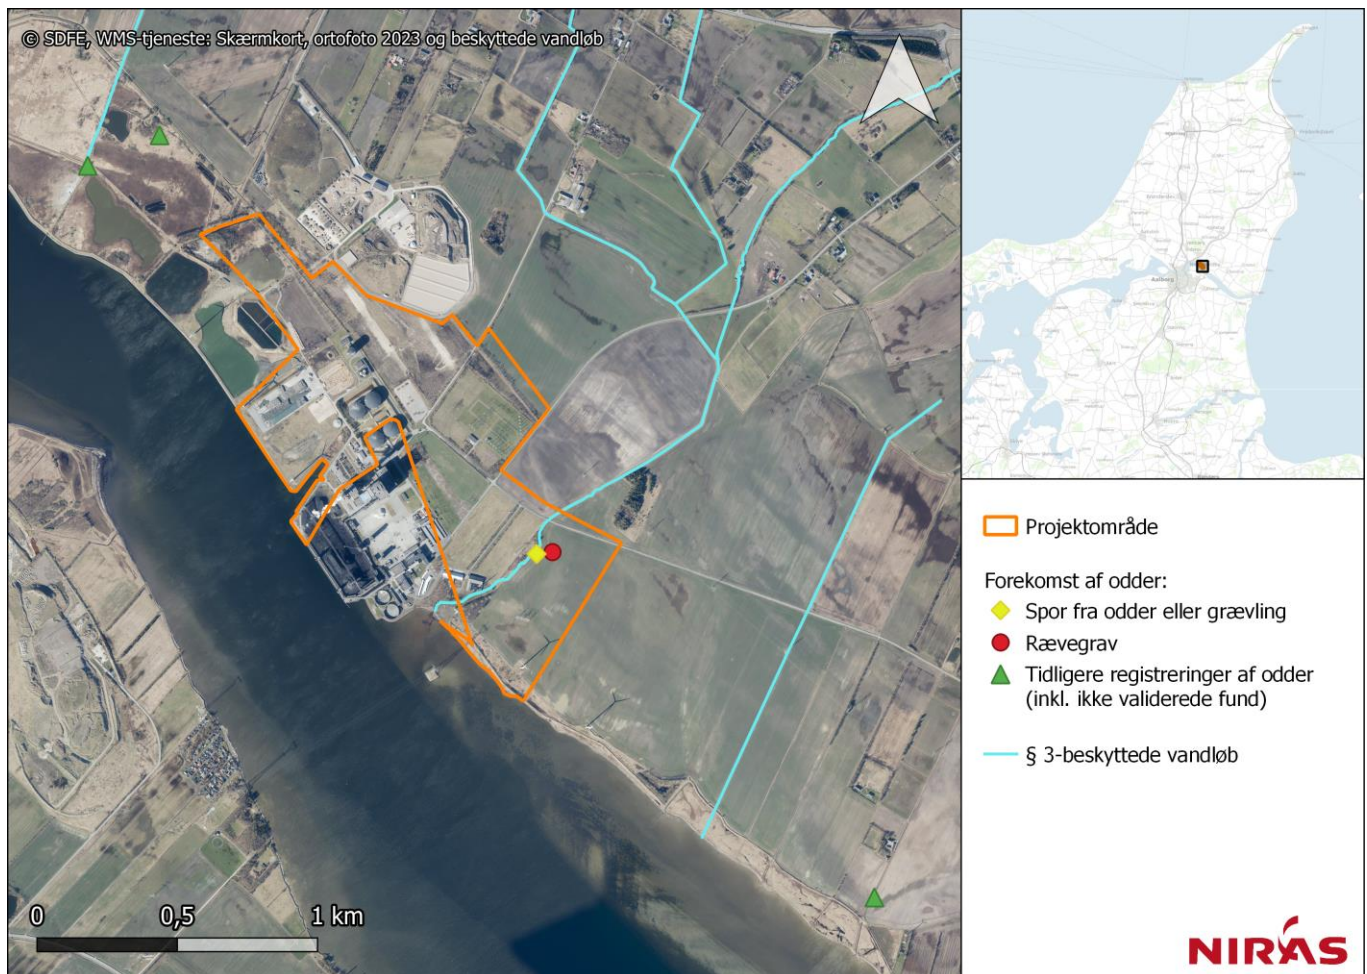 © SDFE, WMS-tjeneste: Skærmkort, ortofoto 2023 og beskyttede vandløb
Aalborg
Projektområde
Forekomst af odder:
Spor fra odder eller grævling
Rævegrav
Tidligere registreringer af odder
(inkl. ikke validerede fund)
§ 3-beskyttede vandløb
0 0,5 1 km
NIRAS